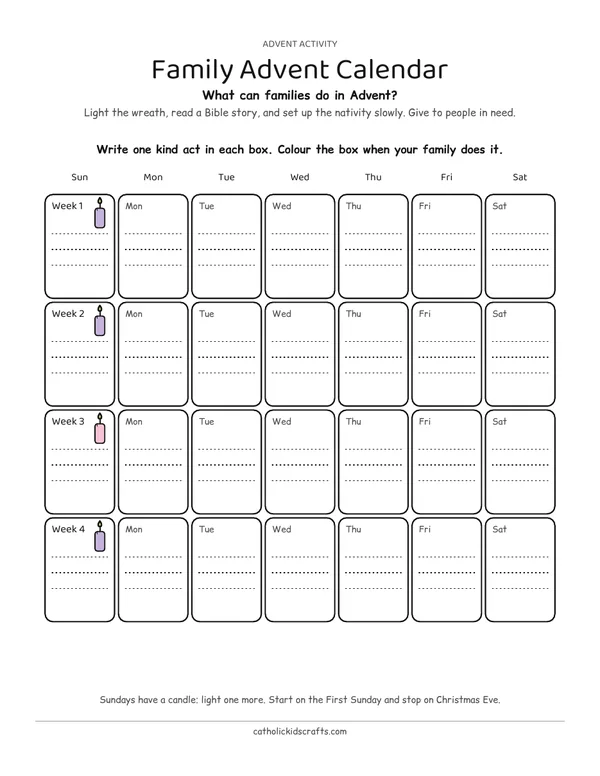 ADVENT ACTIVITY
Family Advent Calendar
What can families do in Advent?
Light the wreath, read a Bible story, and set up the nativity slowly. Give to people in need.
Write one kind act in each box. Colour the box when your family does it.
Sun Mon Tue Wed Thu Fri Sat
Week 1 Mon Tue Wed Thu Fri Sat
Week 2 Mon Tue Wed Thu Fri Sat
Week 3 Mon Tue Wed Thu Fri Sat
Week 4 Mon Tue Wed Thu Fri Sat
Sundays have a candle: light one more. Start on the First Sunday and stop on Christmas Eve.
catholickidscrafts.com